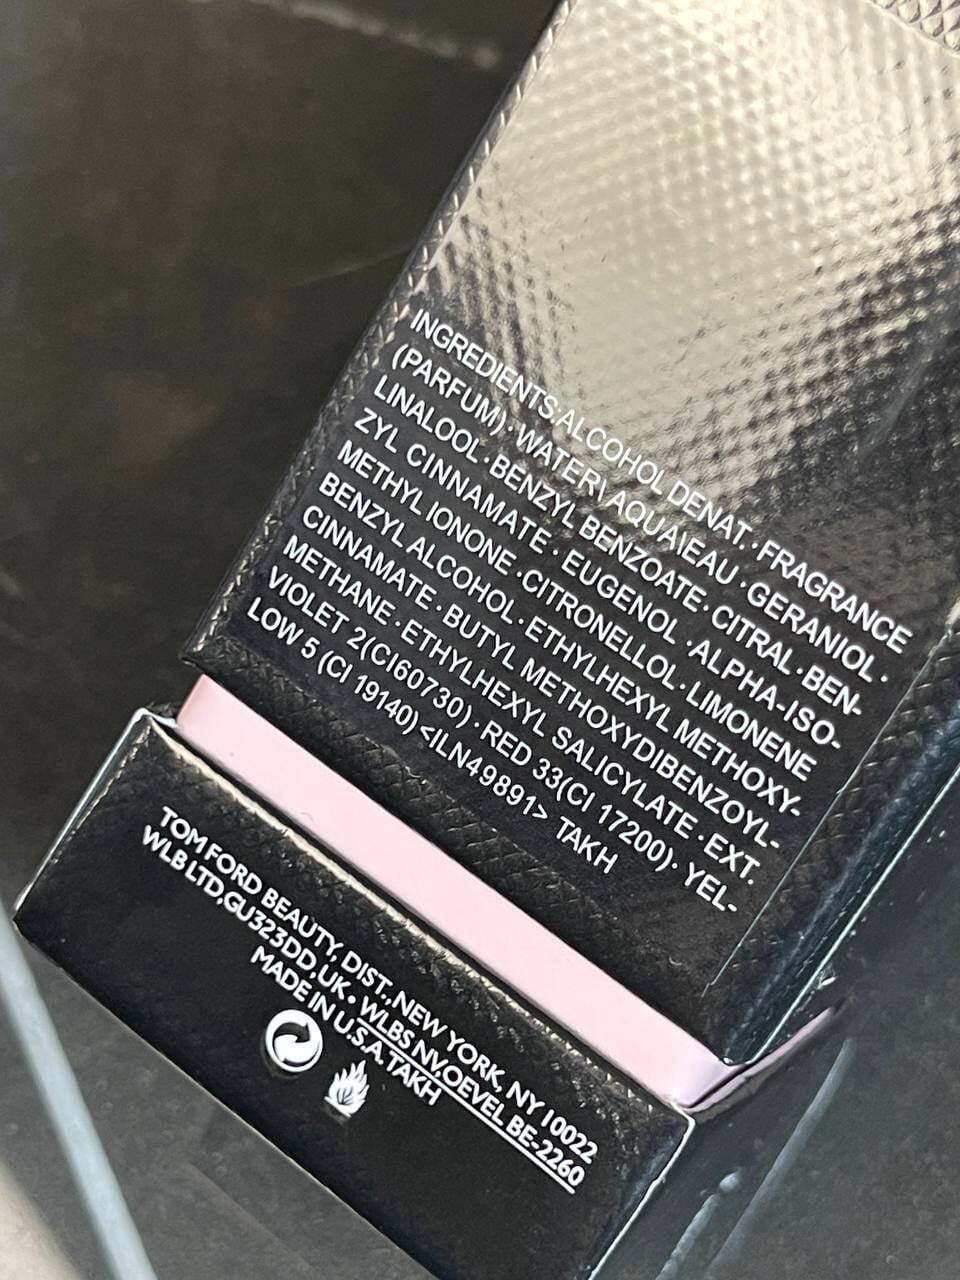 INGREDIENTS:ALCOHOL DENAT. · FRAGRANCE
(PARFUM) · WATER\AQUA\EAU · GERANIOL ·
LINALOOL · BENZYL BENZOATE · CITRAL · BEN-
ZYL CINNAMATE · EUGENOL · ALPHA-ISO-
METHYL IONONE · CITRONELLOL · LIMONENE
BENZYL ALCOHOL · ETHYLHEXYL METHOXY-
CINNAMATE · BUTYL METHOXYDIBENZOYL-
METHANE · ETHYLHEXYL SALICYLATE · EXT.
VIOLET 2(CI60730) · RED 33(CI 17200) · YEL-
LOW 5 (CI 19140) <ILN49891> TAKH
TOM FORD BEAUTY, DIST., NEW YORK, NY 10022
WLB LTD,GU323DD,UK • WLBS NV.OEVEL BE-2260
MADE IN U.S.A.TAKH